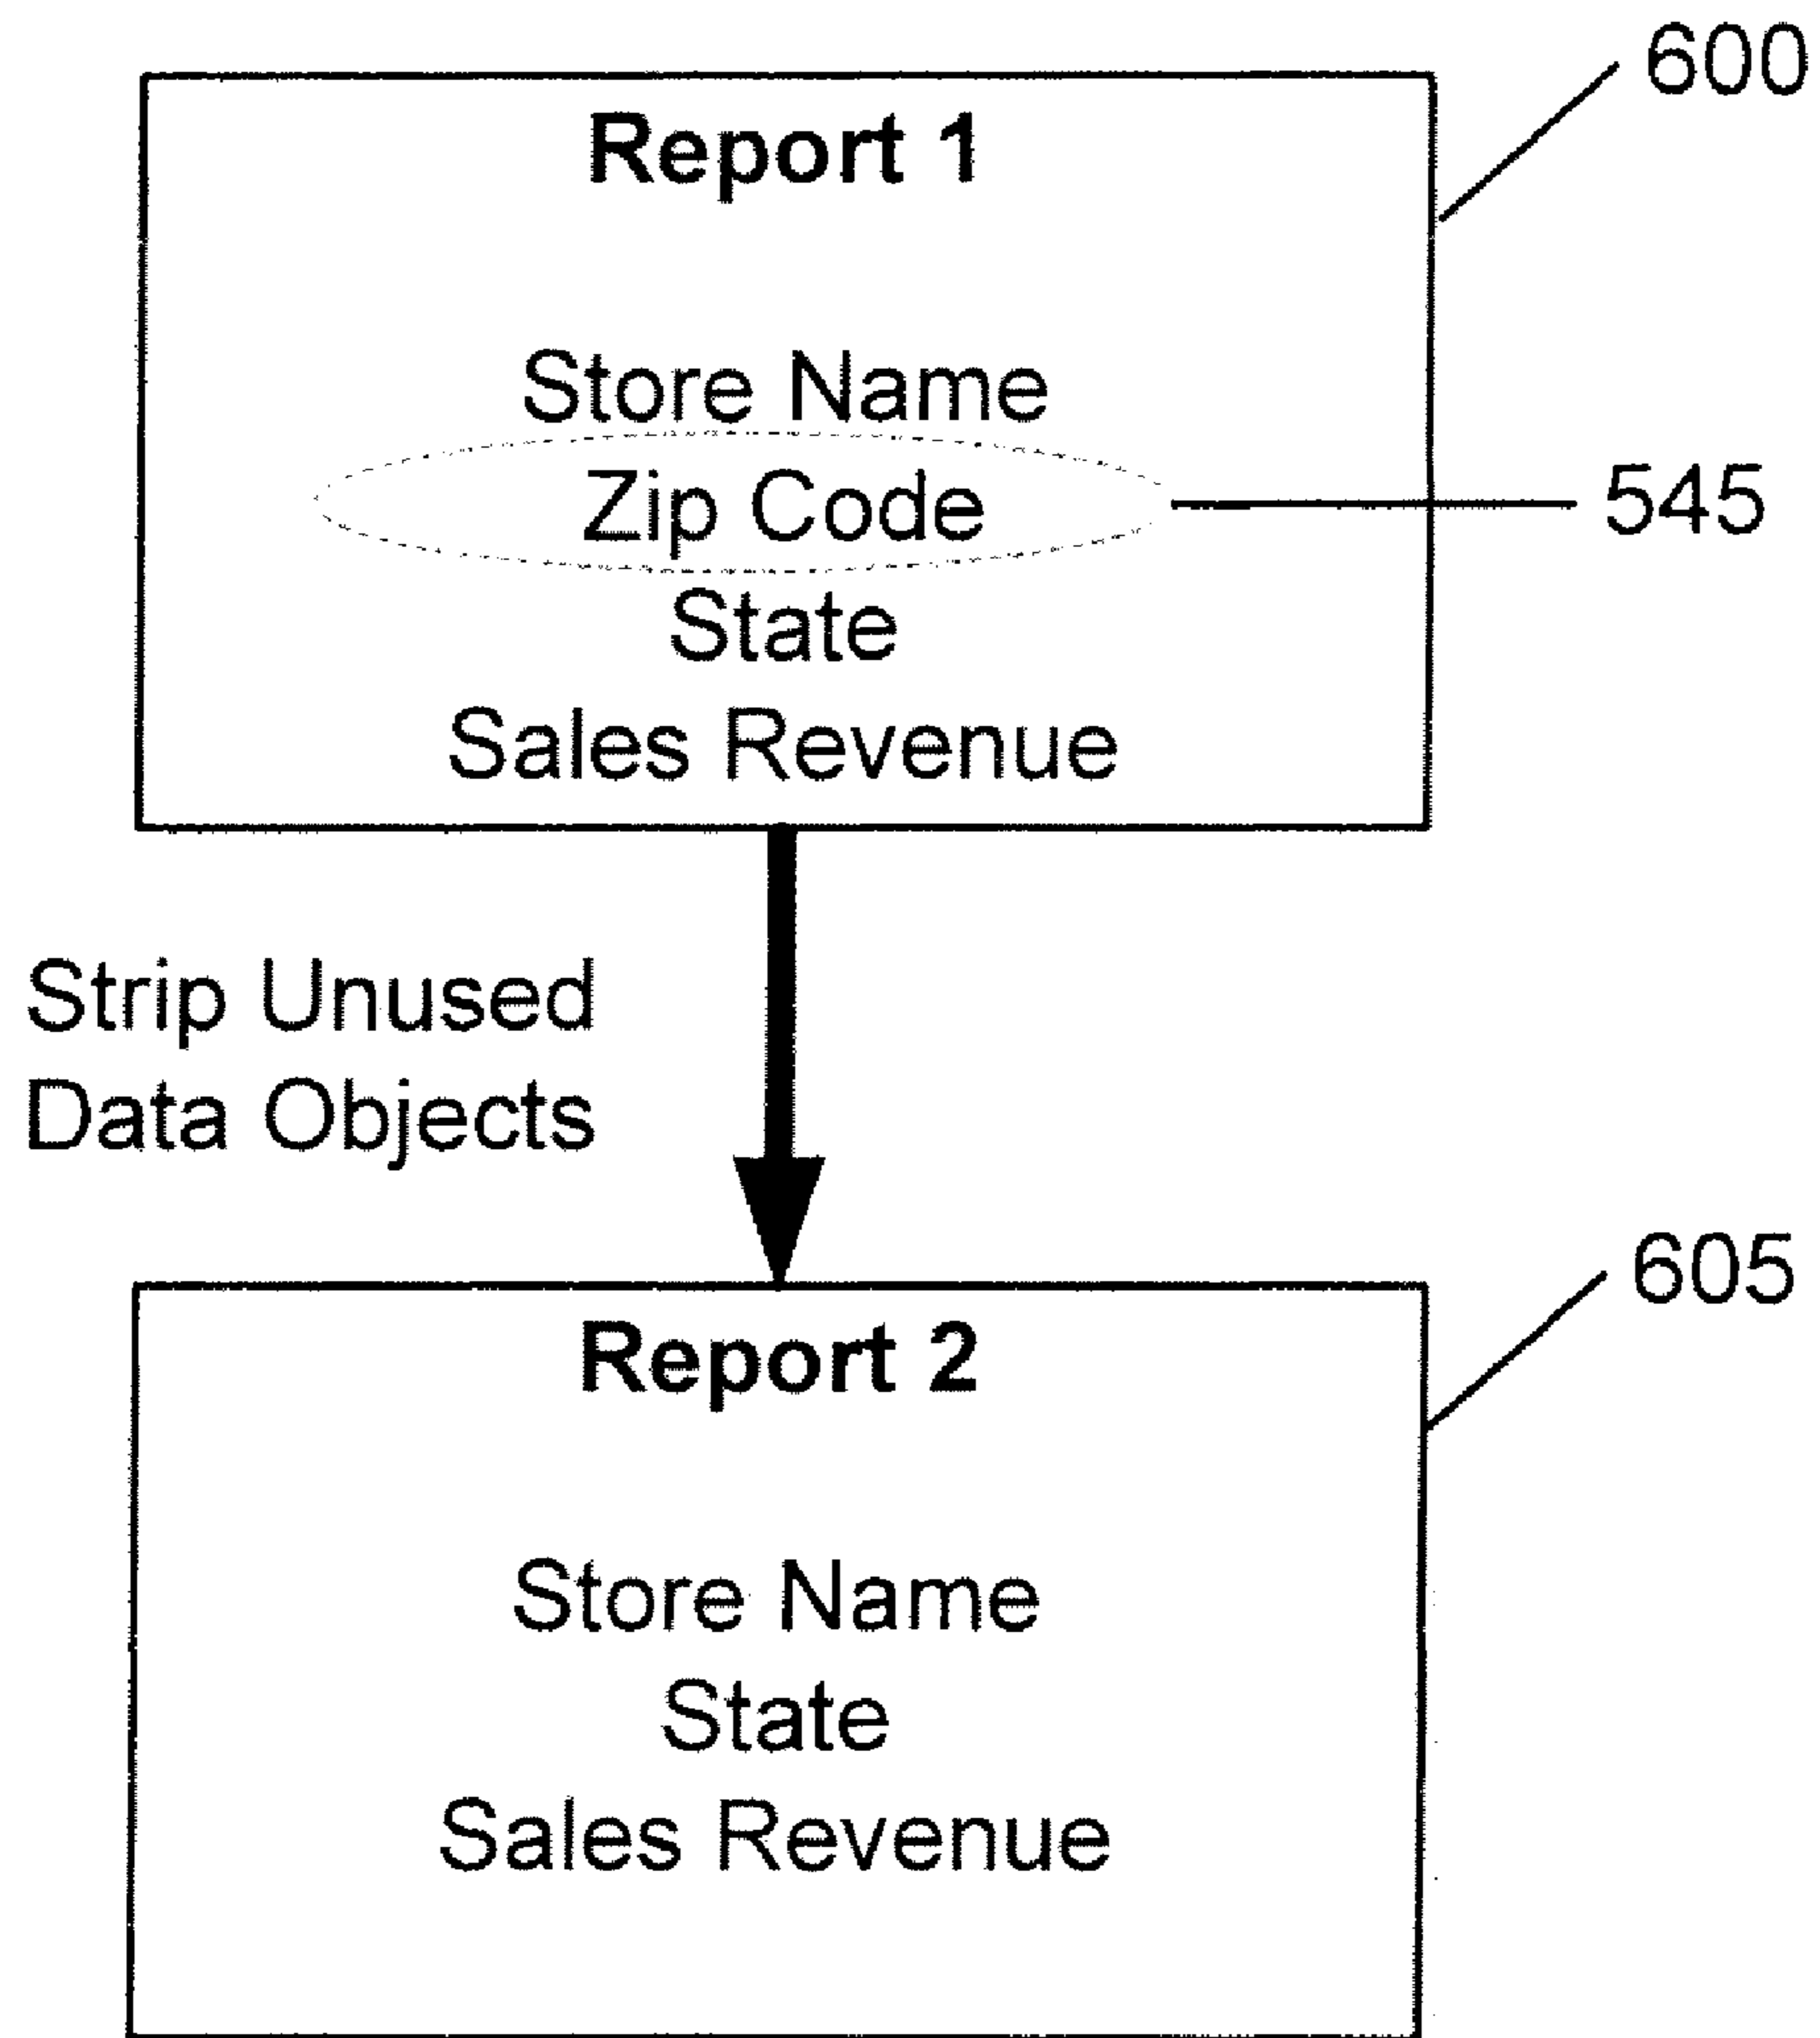 600
Report 1
Store Name
Zip Code
545
State
Sales Revenue
Strip Unused
Data Objects
605
Report 2
Store Name
State
Sales Revenue